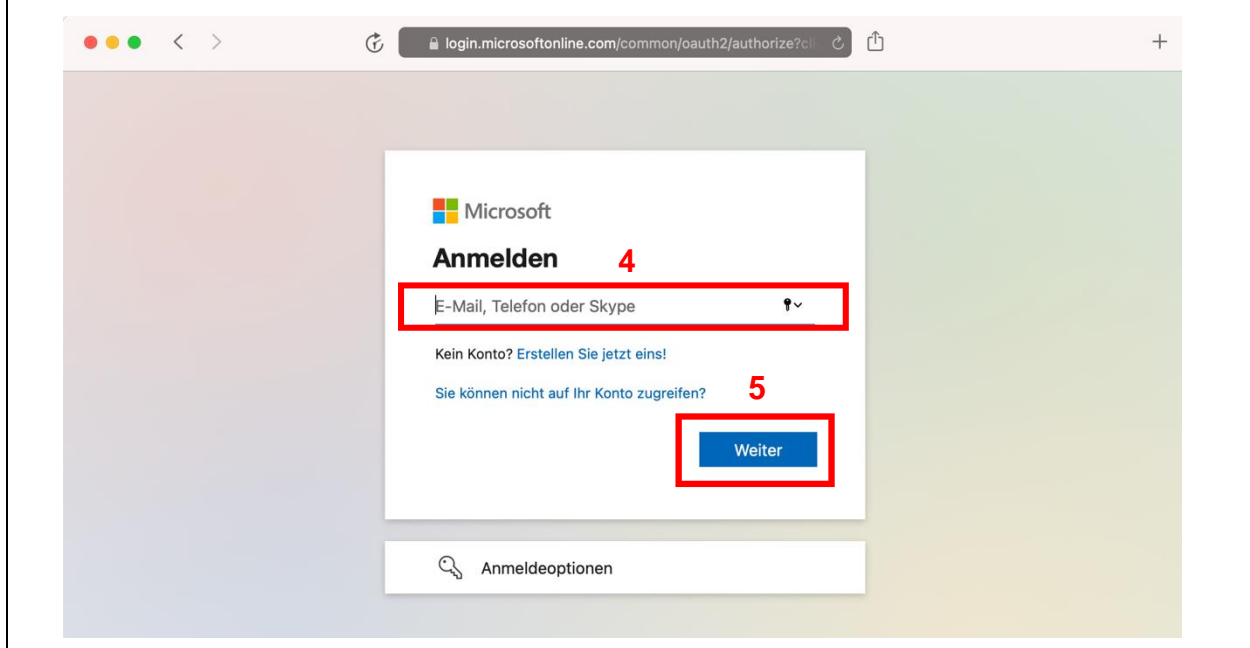 login.microsoftonline.com/common/oauth2/authorize?cli
Microsoft
Anmelden
4
E-Mail, Telefon oder Skype
Kein Konto? Erstellen Sie jetzt eins!
Sie können nicht auf Ihr Konto zugreifen?
5
Weiter
Anmeldeoptionen